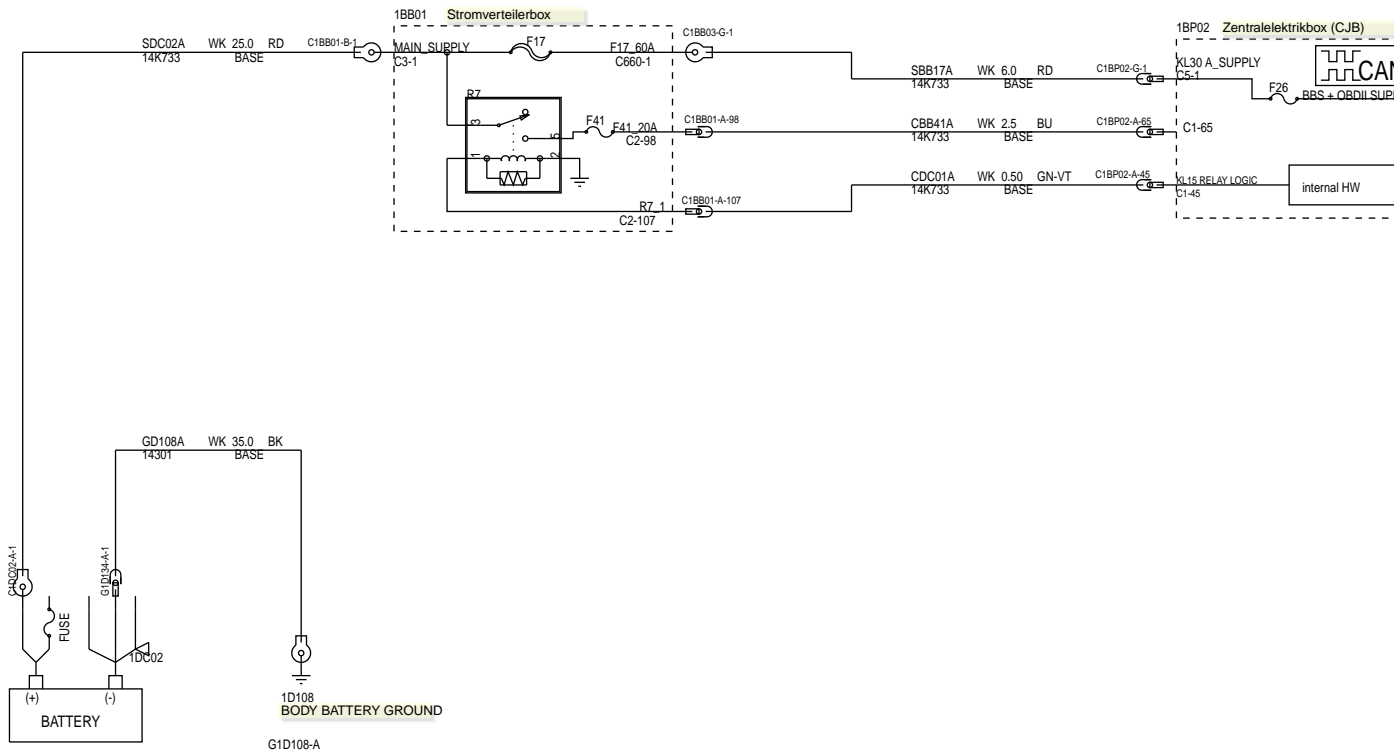 1BB01 Stromverteilerbox
1BP02 Zentralelektrikbox (CJB)
SDC02A WK 25.0 RD
14K733 BASE
C1BB01-B-1
MAIN_SUPPLY
C3-1
F17
F17_60A
C660-1
C1BB03-G-1
SBB17A WK 6.0 RD
14K733 BASE
C1BP02-G-1
KL30 A_SUPPLY
C5-1
F26
CAN
BBS + OBDII SUP
R7
3
5
1
2
F41
F41_20A
C2-98
C1BB01-A-98
CBB41A WK 2.5 BU
14K733 BASE
C1BP02-A-65
C1-65
R7_1
C2-107
C1BB01-A-107
CDC01A WK 0.50 GN-VT
14K733 BASE
C1BP02-A-45
KL15 RELAY LOGIC
C1-45
internal HW
GD108A WK 35.0 BK
14301 BASE
C1DC02-A-1
G1D134-A-1
FUSE
1DC02
(+)
(-)
BATTERY
1D108
BODY BATTERY GROUND
G1D108-A